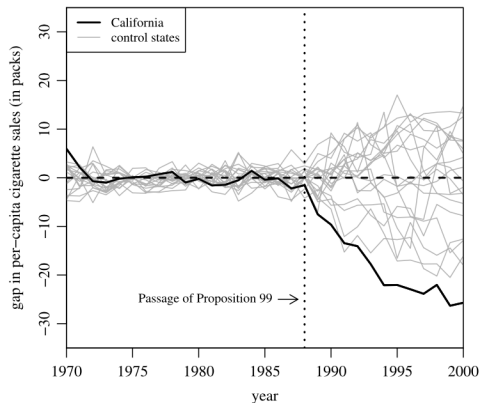 California
control states
30
20
10
0
−10
−20
−30
gap in per−capita cigarette sales (in packs)
Passage of Proposition 99
1970 1975 1980 1985 1990 1995 2000
year